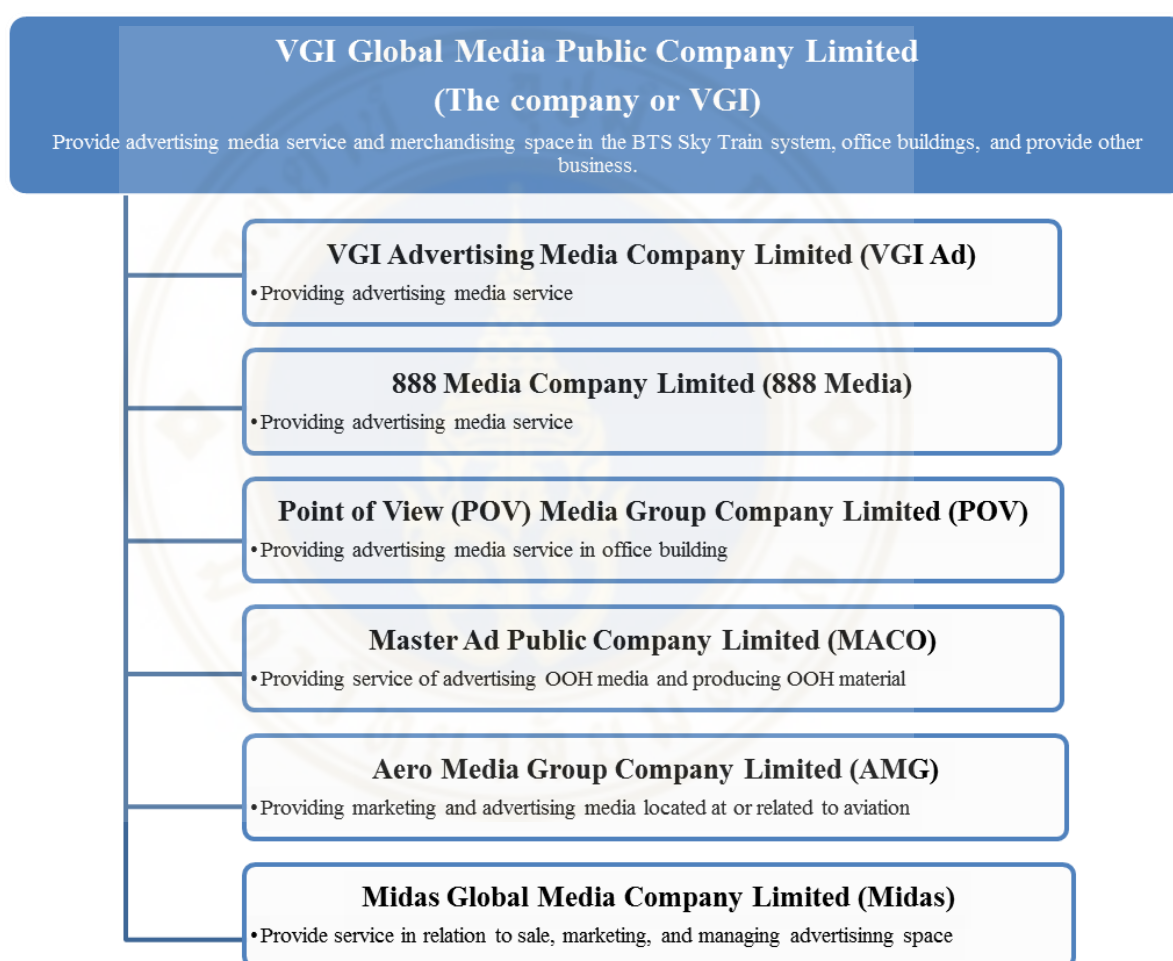 VGI Global Media Public Company Limited
(The company or VGI)
Provide advertising media service and merchandising space in the BTS Sky Train system, office buildings, and provide other
business.
VGI Advertising Media Company Limited (VGI Ad)
•Providing advertising media service
888 Media Company Limited (888 Media)
•Providing advertising media service
Point of View (POV) Media Group Company Limited (POV)
•Providing advertising media service in office building
Master Ad Public Company Limited (MACO)
•Providing service of advertising OOH media and producing OOH material
Aero Media Group Company Limited (AMG)
•Providing marketing and advertising media located at or related to aviation
Midas Global Media Company Limited (Midas)
•Provide service in relation to sale, marketing, and managing advertisinng space